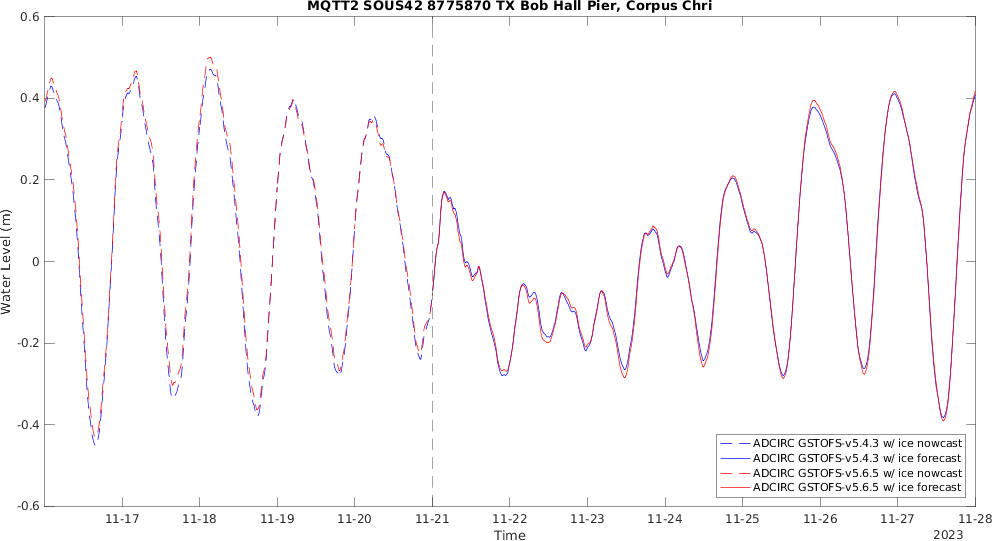 MQTT2 SOUS42 8775870 TX Bob Hall Pier, Corpus Chri
0.6
0.4
0.2
0
-0.2
-0.4
-0.6
Water Level (m)
ADCIRC GSTOFS-v5.4.3 w/ ice nowcast
ADCIRC GSTOFS-v5.4.3 w/ ice forecast
ADCIRC GSTOFS-v5.6.5 w/ ice nowcast
ADCIRC GSTOFS-v5.6.5 w/ ice forecast
11-17 11-18 11-19 11-20 11-21 11-22 11-23 11-24 11-25 11-26 11-27 11-28
Time
2023